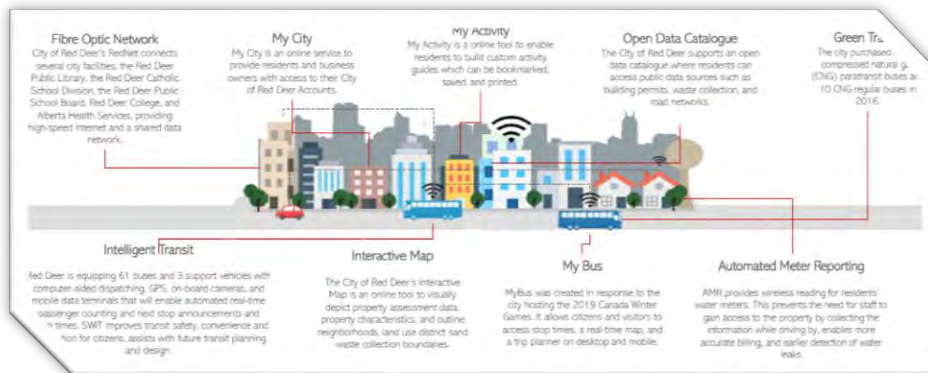 Fibre Optic Network
City of Red Deer's RedNet connects
several city facilities, the Red Deer
Public Library, the Red Deer Catholic
School Division, the Red Deer Public
School Board, Red Deer College, and
Alberta Health Services, providing
high-speed internet and a shared data
network.
My City
My City is an online service to
provide residents and business
owners with access to their City
of Red Deer Accounts.
My Activity
My Activity is a online tool to enable
residents to build custom activity
guides which can be bookmarked,
saved, and printed.
Open Data Catalogue
The City of Red Deer supports an open
data catalogue where residents can
access public data sources such as
building permits, waste collection, and
road networks.
Green
The city purchased
compressed natural
(CNG) paratransit buses
10 CNG regular buses in
2016.
Intelligent Transit
Red Deer is equipping 61 buses and 3 support vehicles with
computer-aided dispatching, GPS, on-board cameras, and
mobile data terminals that will enable automated real-time
passenger counting and next stop announcements and
times. SWIT improves transit safety, convenience and
for citizens, assists with future transit planning
and design.
Interactive Map
The City of Red Deer's Interactive
Map is an online tool to visually
depict property assessment data,
property characteristics, and outline
neighborhoods, land use district sand
waste collection boundaries.
My Bus
MyBus was created in response to the
city hosting the 2019 Canada Winter
Games. It allows citizens and visitors to
access stop times, a real-time map, and
a trip planner on desktop and mobile.
Automated Meter Reporting
AMR provides wireless reading for residents'
water meters. This prevents the need for staff to
gain access to the property by collecting the
information while driving by, enables more
accurate billing, and earlier detection of water
leaks.